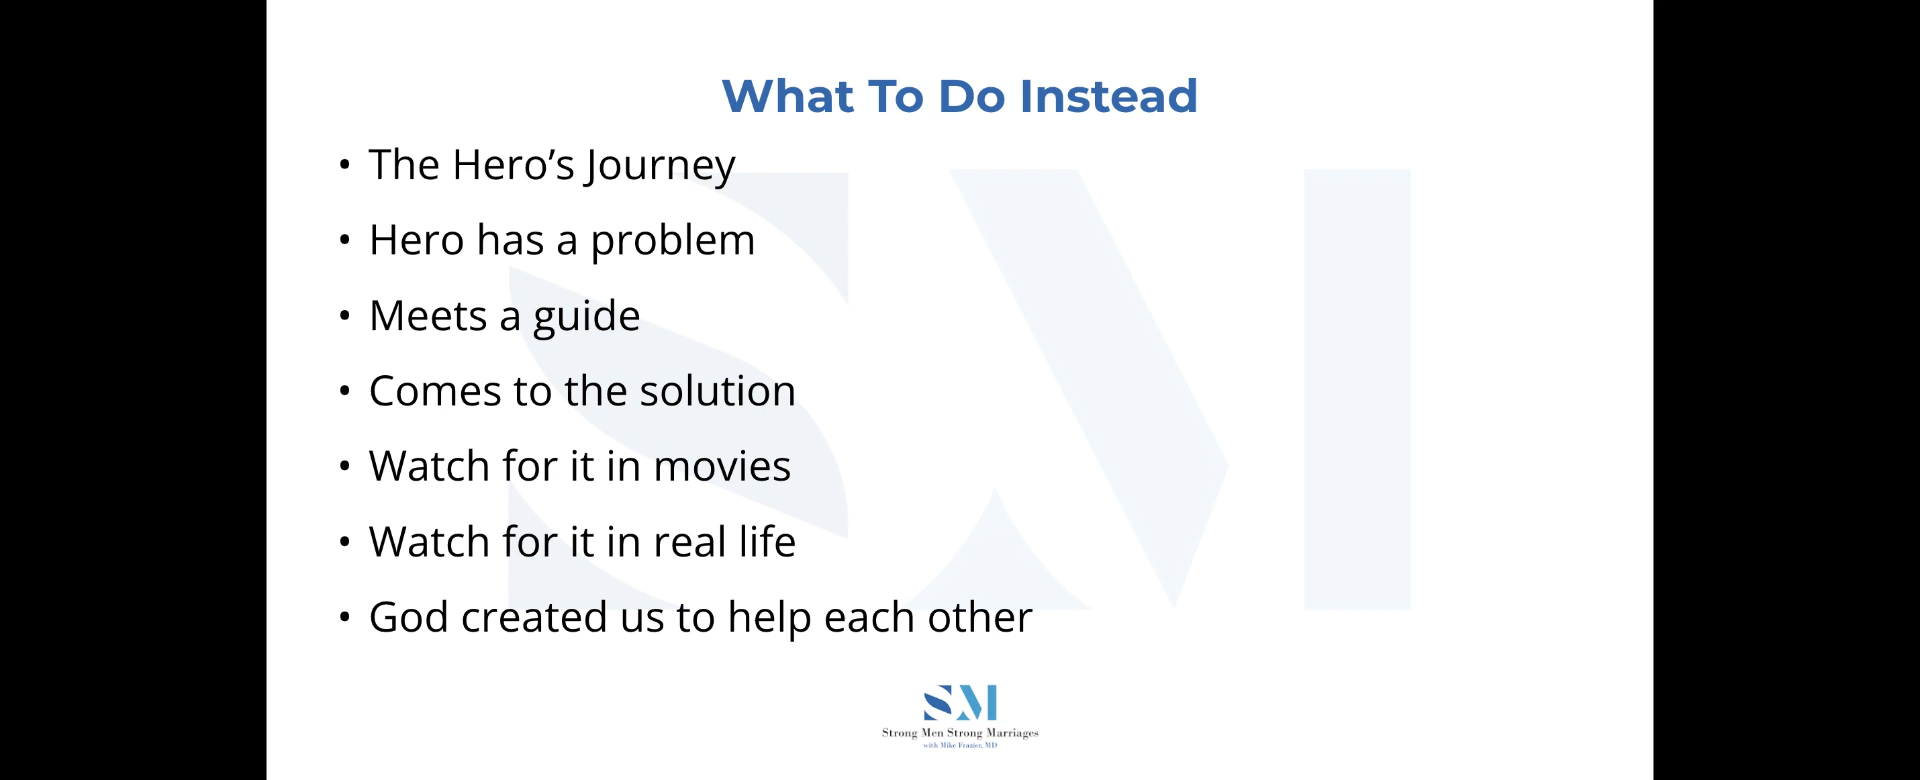 What To Do Instead
• The Hero’s Journey
• Hero has a problem
• Meets a guide
• Comes to the solution
• Watch for it in movies
• Watch for it in real life
• God created us to help each other
SM
SM
Strong Men Strong Marriages
with Mike Frazier, MD